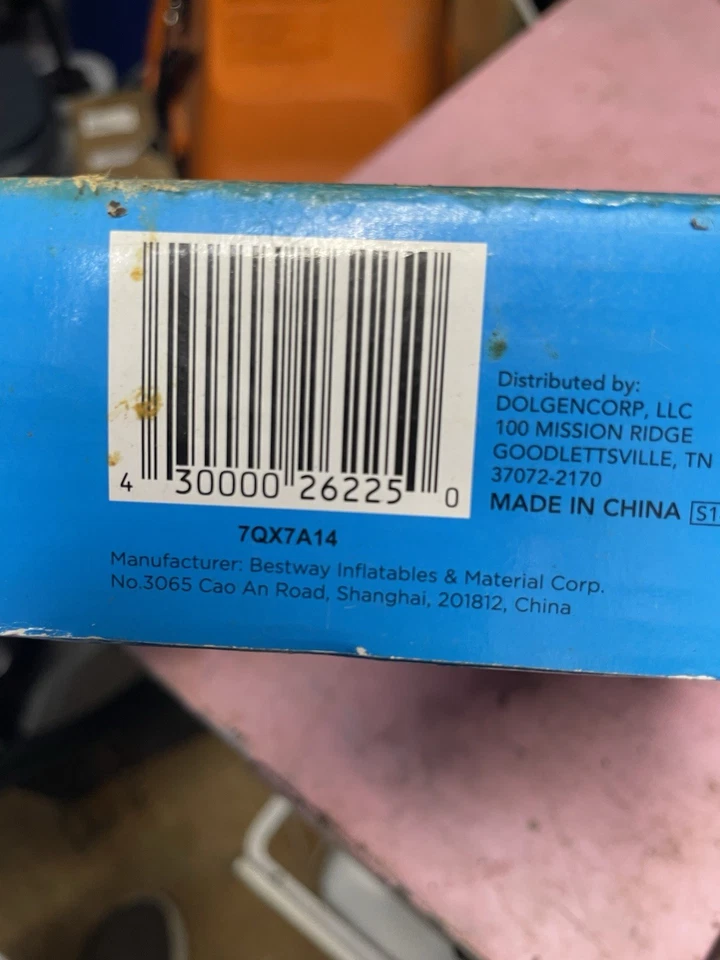 4 30000 26225 0
7QX7A14
Manufacturer: Bestway Inflatables & Material Corp.
No.3065 Cao An Road, Shanghai, 201812, China
Distributed by:
DOLGENCORP, LLC
100 MISSION RIDGE
GOODLETTSVILLE, TN
37072-2170
MADE IN CHINA